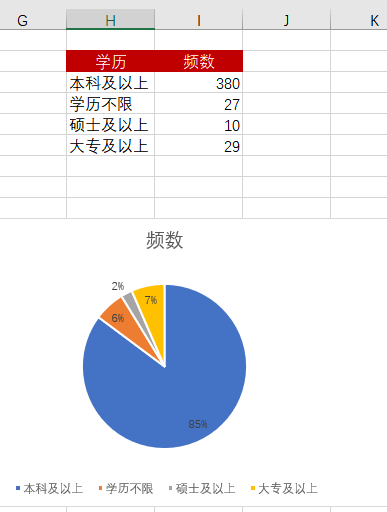 G H I J K
学历 频数
本科及以上 380
学历不限 27
硕士及以上 10
大专及以上 29
频数
2%
7%
6%
85%
本科及以上 学历不限 硕士及以上 大专及以上